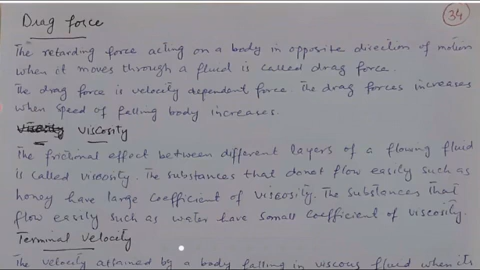 Drag force
34
The retarding force acting on a body in opposite direction of motion
when it moves through a fluid is called drag force.
The drag force is velocity dependent force The drag forces increases
when speed of falling body increases.
Viscosity
The frictional effect between different layers of a flowing fluid
is called viscosity. The substances that donot flow easily such as
honey have large coefficient of viscosity. The substances that
flow easily such as water have small coefficient of viscosity.
Terminal velocity
The velocity attained by a body falling in viscous fluid when its